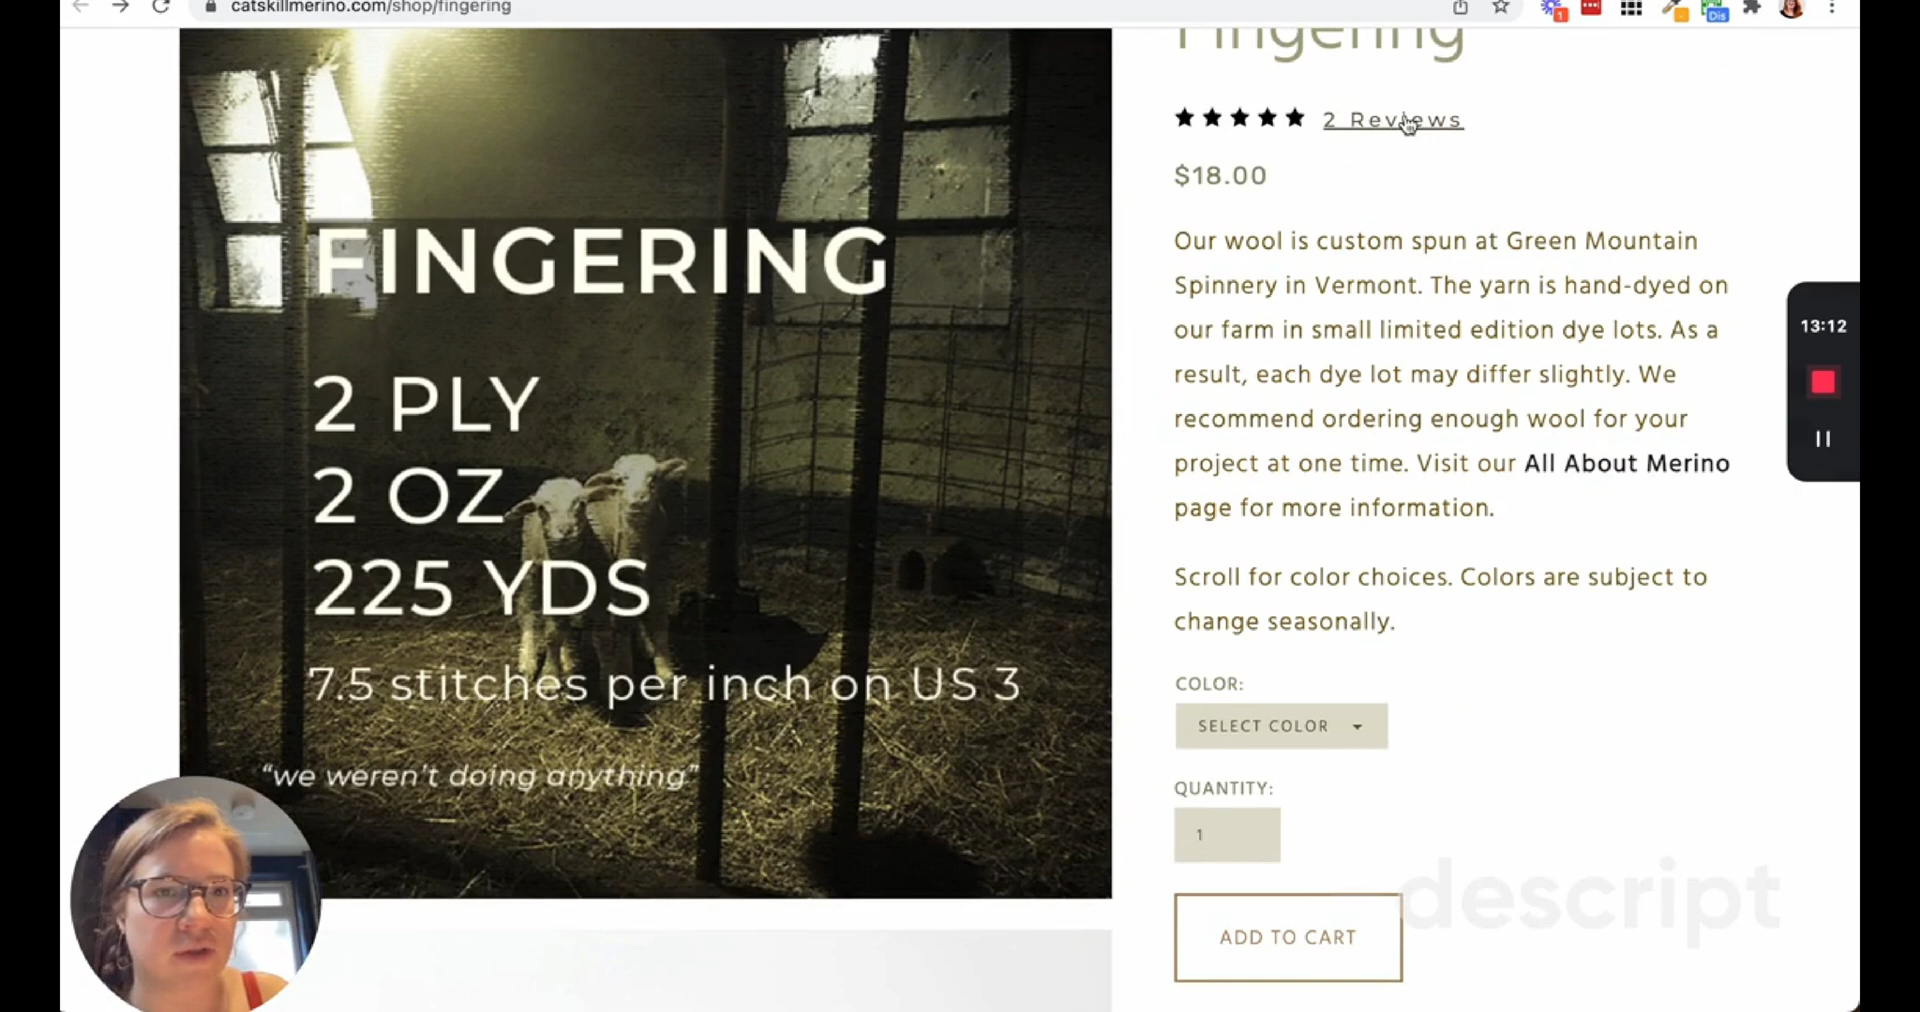 catskillmerino.com/shop/fingering
1
Dis
Fingering
2 Reviews
$18.00
Our wool is custom spun at Green Mountain
Spinnery in Vermont. The yarn is hand-dyed on
our farm in small limited edition dye lots. As a
result, each dye lot may differ slightly. We
recommend ordering enough wool for your
project at one time. Visit our All About Merino
page for more information.
Scroll for color choices. Colors are subject to
change seasonally.
COLOR:
SELECT COLOR
QUANTITY:
1
ADD TO CART
FINGERING
2 PLY
2 OZ
225 YDS
7.5 stitches per inch on US 3
“we weren’t doing anything”
13:12
descript